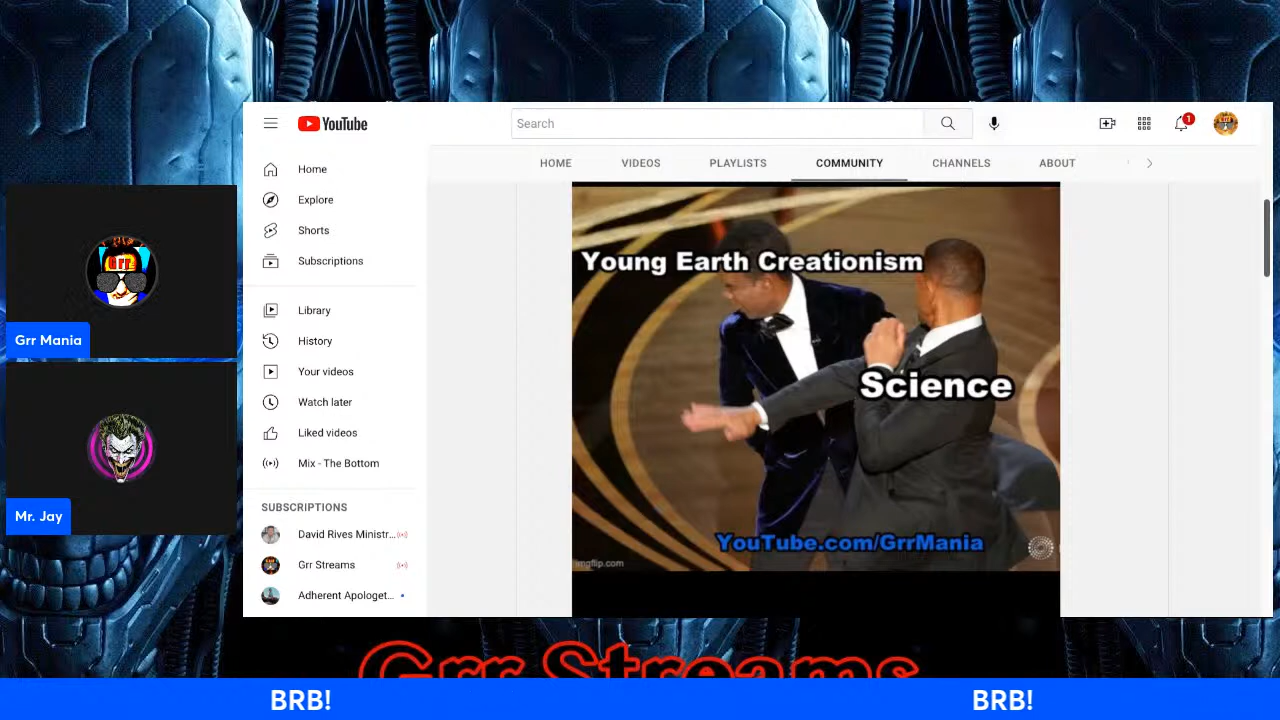 YouTube
Search
1
HOME
VIDEOS
PLAYLISTS
COMMUNITY
CHANNELS
ABOUT
Home
Explore
Shorts
Subscriptions
Library
History
Your videos
Watch later
Liked videos
Mix - The Bottom
SUBSCRIPTIONS
David Rives Ministr...
Grr Streams
Adherent Apologet...
Grr.
Grr Mania
Mr. Jay
Young Earth Creationism
Science
YouTube.com/GrrMania
imgflip.com
Grr Streams
BRB!
BRB!